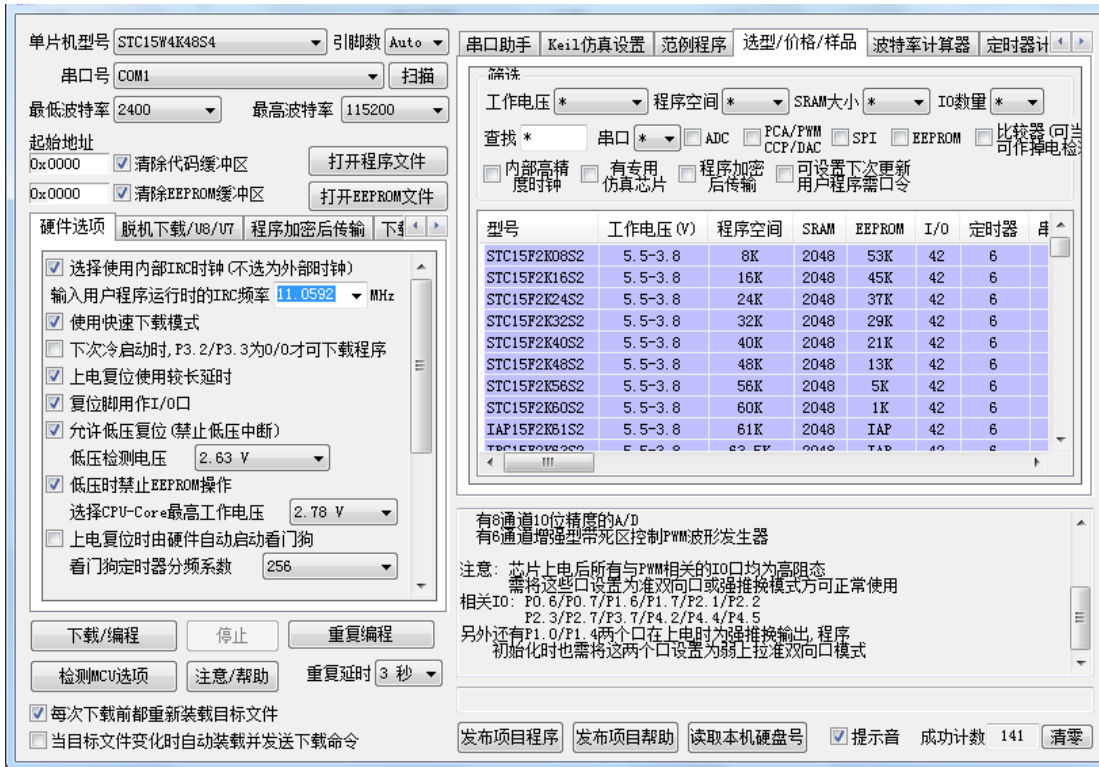 单片机型号 STC15W4K48S4 引脚数 Auto
串口号 COM1 扫描
最低波特率 2400 最高波特率 115200
起始地址
0x0000 清除代码缓冲区 打开程序文件
0x0000 清除EEPROM缓冲区 打开EEPROM文件
硬件选项 脱机下载/U8/U7 程序加密后传输
选择使用内部IRC时钟(不选为外部时钟)
输入用户程序运行时的IRC频率 11.0592 MHz
使用快速下载模式
下次冷启动时,P3.2/P3.3为0/0才可下载程序
上电复位使用较长延时
复位脚用作I/O口
允许低压复位(禁止低压中断)
低压检测电压 2.63 V
低压时禁止EEPROM操作
选择CPU-Core最高工作电压 2.78 V
上电复位时由硬件自动启动看门狗
看门狗定时器分频系数 256
下载/编程 停止 重复编程
检测MCU选项 注意/帮助 重复延时 3 秒
每次下载前都重新装载目标文件
当目标文件变化时自动装载并发送下载命令
串口助手 Keil仿真设置 范例程序 选型/价格/样品 波特率计算器 定时器计
筛选
工作电压 * 程序空间 * SRAM大小 * IO数量 *
查找 * 串口 * ADC PCA/PWM CCP/DAC SPI EEPROM 比较器(可当 可作掉电检
内部高精度时钟 有专用仿真芯片 程序加密后传输 可设置下次更新用户程序需口令
型号 工作电压(V) 程序空间 SRAM EEPROM I/O 定时器
STC15F2K08S2 5.5-3.8 8K 2048 53K 42 6
STC15F2K16S2 5.5-3.8 16K 2048 45K 42 6
STC15F2K24S2 5.5-3.8 24K 2048 37K 42 6
STC15F2K32S2 5.5-3.8 32K 2048 29K 42 6
STC15F2K40S2 5.5-3.8 40K 2048 21K 42 6
STC15F2K48S2 5.5-3.8 48K 2048 13K 42 6
STC15F2K56S2 5.5-3.8 56K 2048 5K 42 6
STC15F2K60S2 5.5-3.8 60K 2048 1K 42 6
IAP15F2K61S2 5.5-3.8 61K 2048 IAP 42 6
有8通道10位精度的A/D
有6通道增强型带死区控制PWM波形发生器
注意: 芯片上电后所有与PWM相关的IO口均为高阻态
需将这些口设置为准双向口或强推挽模式方可正常使用
相关IO: P0.6/P0.7/P1.6/P1.7/P2.1/P2.2
P2.3/P2.7/P3.7/P4.2/P4.4/P4.5
另外还有P1.0/P1.4两个口在上电时为强推挽输出,程序
初始化时也需将这两个口设置为弱上拉准双向口模式
发布项目程序 发布项目帮助 读取本机硬盘号 提示音 成功计数 141 清零